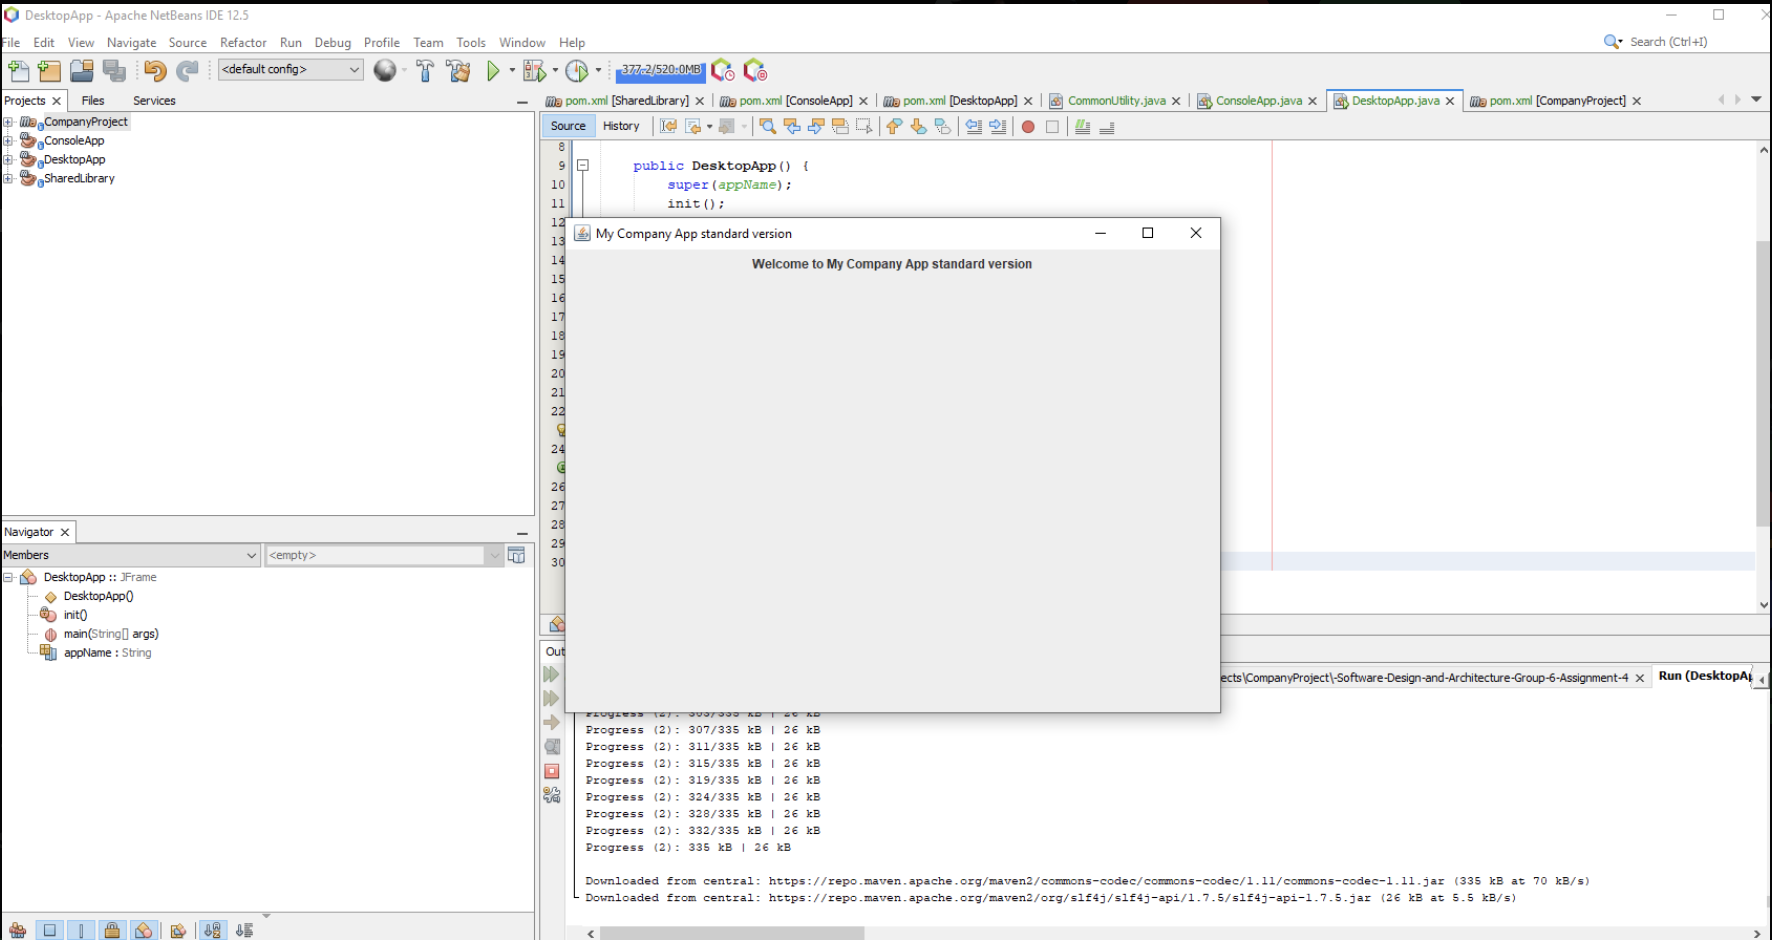 DesktopApp - Apache NetBeans IDE 12.5
File Edit View Navigate Source Refactor Run Debug Profile Team Tools Window Help
Search (Ctrl+I)
<default config>
377.2/520.0MB
Projects Files Services
CompanyProject
ConsoleApp
DesktopApp
SharedLibrary
Navigator
Members
<empty>
DesktopApp :: JFrame
DesktopApp()
init()
main(String[] args)
appName : String
pom.xml [SharedLibrary] pom.xml [ConsoleApp] pom.xml [DesktopApp] CommonUtility.java ConsoleApp.java DesktopApp.java pom.xml [CompanyProject]
Source History
8
9 public DesktopApp() {
10 super(appName);
11 init();
12
13
14
15
16
17
18
19
20
21
22
24
26
27
28
29
30
My Company App standard version
Welcome to My Company App standard version
Out
ects\CompanyProject\-Software-Design-and-Architecture-Group-6-Assignment-4 Run (DesktopAp
Progress (2): 303/335 kB | 26 kB
Progress (2): 307/335 kB | 26 kB
Progress (2): 311/335 kB | 26 kB
Progress (2): 315/335 kB | 26 kB
Progress (2): 319/335 kB | 26 kB
Progress (2): 324/335 kB | 26 kB
Progress (2): 328/335 kB | 26 kB
Progress (2): 332/335 kB | 26 kB
Progress (2): 335 kB | 26 kB
Downloaded from central: https://repo.maven.apache.org/maven2/commons-codec/commons-codec/1.11/commons-codec-1.11.jar (335 kB at 70 kB/s)
Downloaded from central: https://repo.maven.apache.org/maven2/org/slf4j/slf4j-api/1.7.5/slf4j-api-1.7.5.jar (26 kB at 5.5 kB/s)